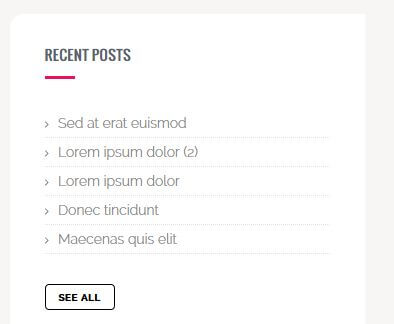 RECENT POSTS
Sed at erat euismod
Lorem ipsum dolor (2)
Lorem ipsum dolor
Donec tincidunt
Maecenas quis elit
SEE ALL